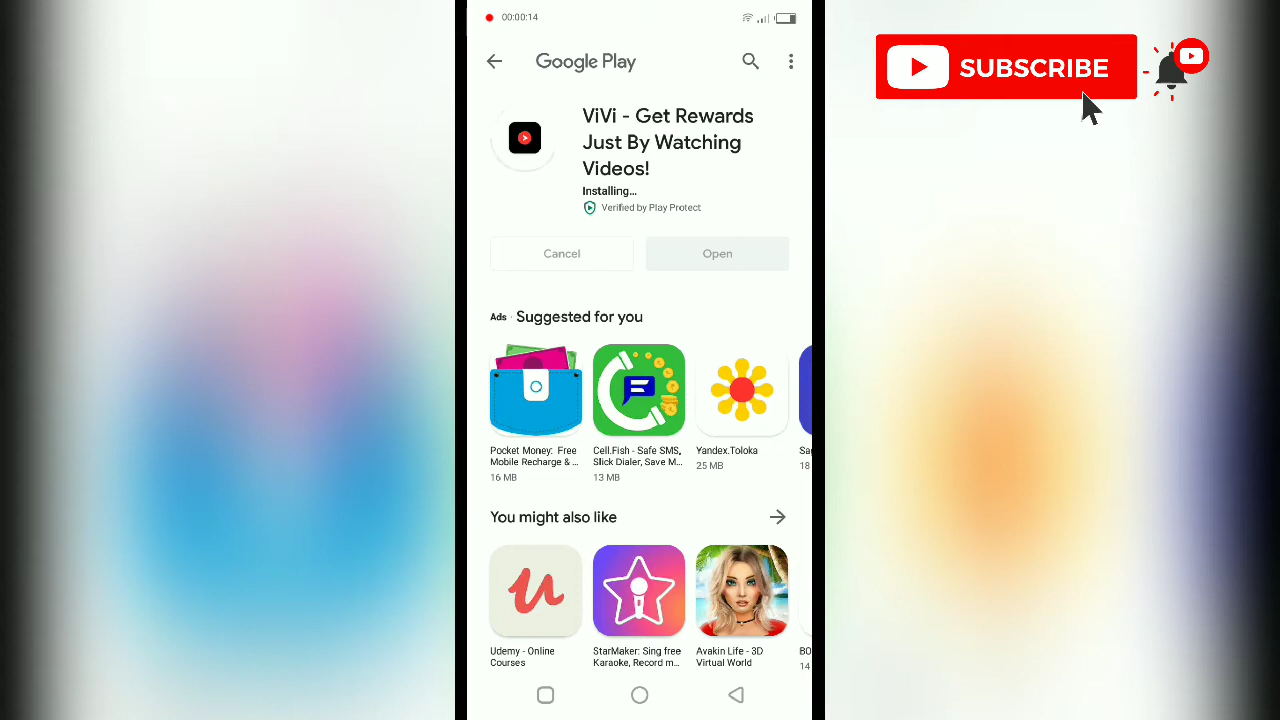 00:00:14
Google Play
SUBSCRIBE
ViVi - Get Rewards
Just By Watching
Videos!
Installing...
Verified by Play Protect
Cancel
Open
Ads · Suggested for you
Pocket Money: Free
Mobile Recharge & ...
16 MB
Cell.Fish - Safe SMS,
Slick Dialer, Save M...
13 MB
Yandex.Toloka
25 MB
18
You might also like
Udemy - Online
Courses
StarMaker: Sing free
Karaoke, Record m...
Avakin Life - 3D
Virtual World
BO
14